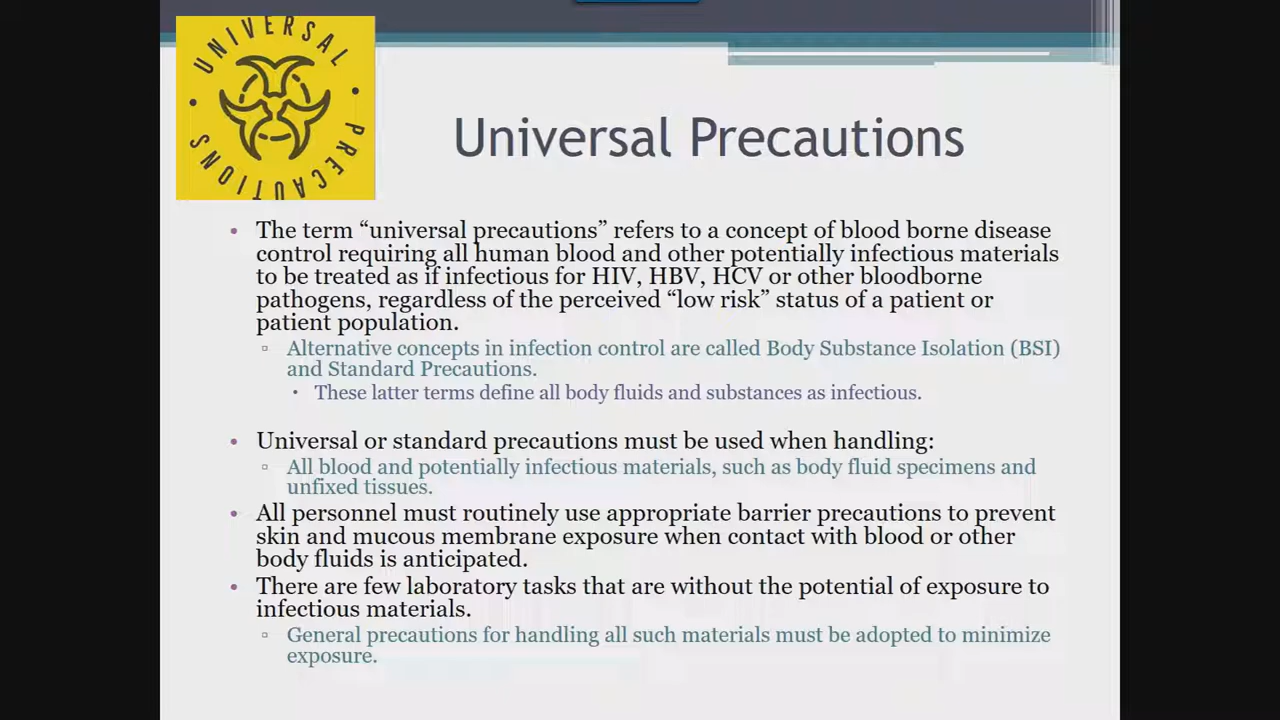 UNIVERSAL
PRECAUTIONS
Universal Precautions
• The term “universal precautions” refers to a concept of blood borne disease
control requiring all human blood and other potentially infectious materials
to be treated as if infectious for HIV, HBV, HCV or other bloodborne
pathogens, regardless of the perceived “low risk” status of a patient or
patient population.
▫ Alternative concepts in infection control are called Body Substance Isolation (BSI)
and Standard Precautions.
• These latter terms define all body fluids and substances as infectious.
• Universal or standard precautions must be used when handling:
▫ All blood and potentially infectious materials, such as body fluid specimens and
unfixed tissues.
• All personnel must routinely use appropriate barrier precautions to prevent
skin and mucous membrane exposure when contact with blood or other
body fluids is anticipated.
• There are few laboratory tasks that are without the potential of exposure to
infectious materials.
▫ General precautions for handling all such materials must be adopted to minimize
exposure.